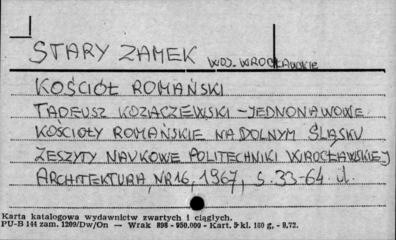 STARY ZAMEK WOJ. WROCŁAWSKIE
KOŚCIÓŁ ROMAŃSKI
TADEUSZ KOZACZEWSKI - JEDNONAWOWE
KOŚCIOŁY ROMAŃSKIE NA DOLNYM ŚLĄSKU
ZESZYTY NAUKOWE POLITECHNIKI WROCŁAWSKIEJ
ARCHITEKTURA, NR 16, 1967, S. 33-64 il.
Karta katalogowa wydawnictw zwartych i ciągłych.
PU-B 144 zam. 1209/Dw/On — Wrak 898 - 950.000 - Kart. 5 kl. 180 g. - 8.72.